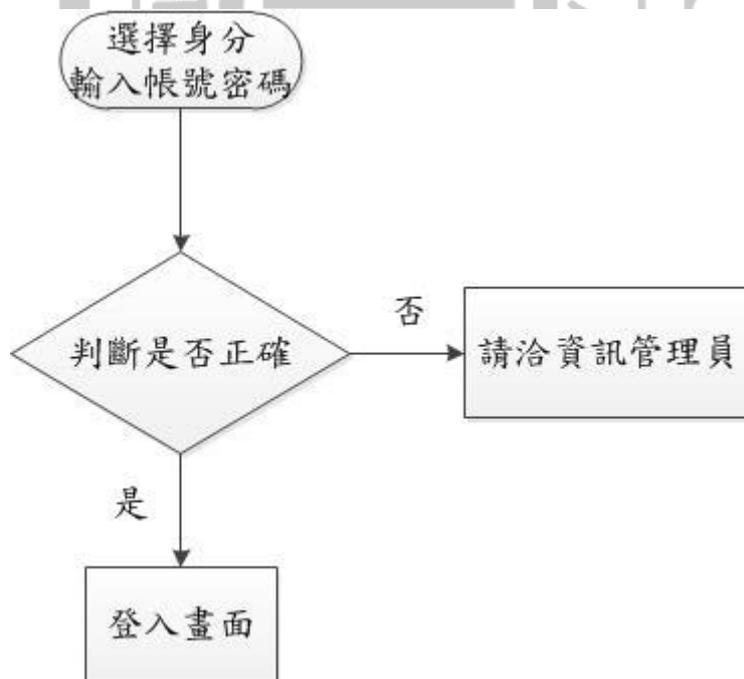 選擇身分
輸入帳號密碼
判斷是否正確
否
請洽資訊管理員
是
登入畫面